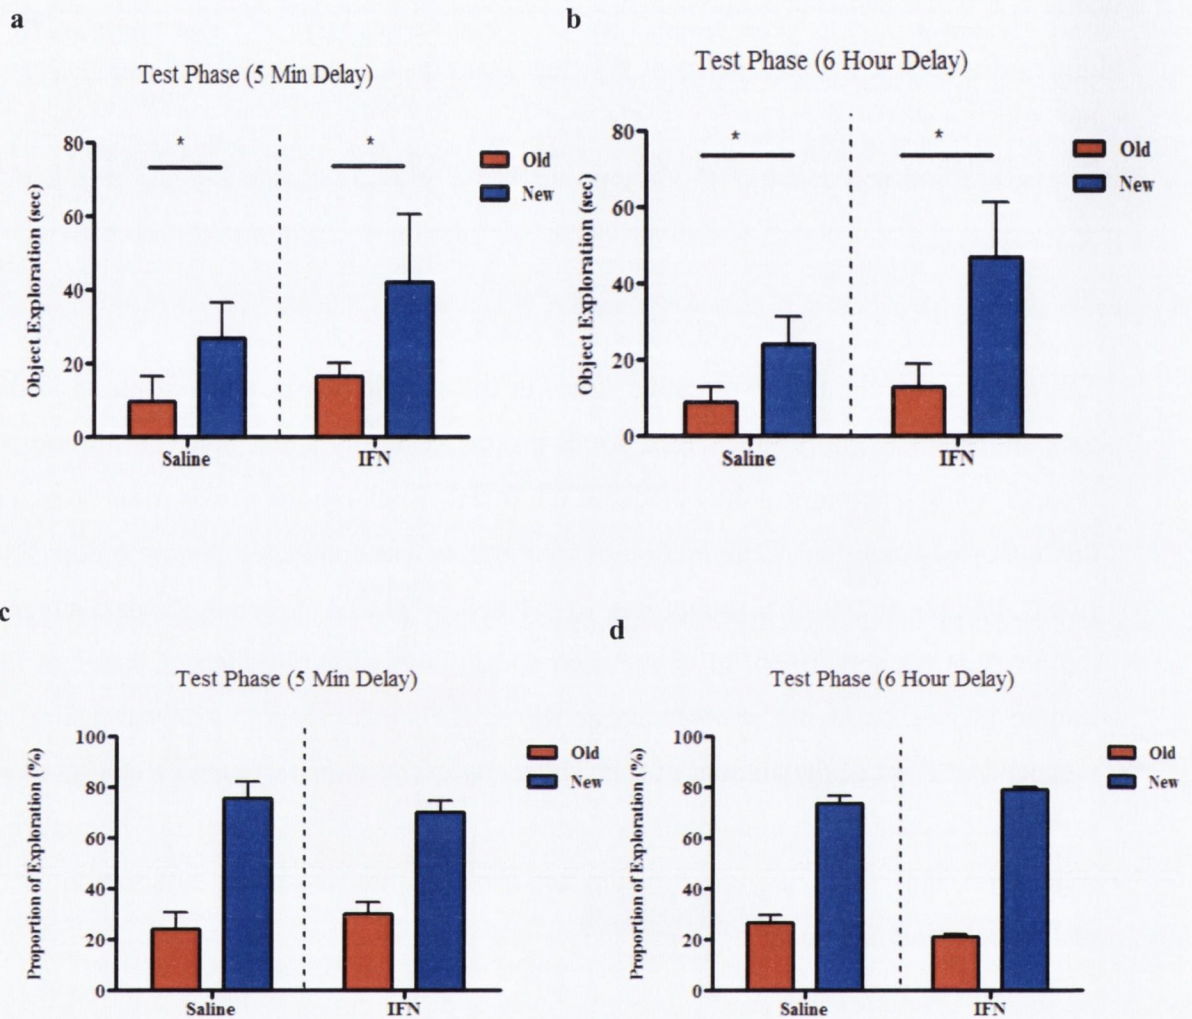 a
Test Phase (5 Min Delay)
*
*
80
60
40
20
0
Object Exploration (sec)
Saline
IFN
Old
New
b
Test Phase (6 Hour Delay)
*
*
80
60
40
20
0
Object Exploration (sec)
Saline
IFN
Old
New
c
Test Phase (5 Min Delay)
100
80
60
40
20
0
Proportion of Exploration (%)
Saline
IFN
Old
New
d
Test Phase (6 Hour Delay)
100
80
60
40
20
0
Proportion of Exploration (%)
Saline
IFN
Old
New